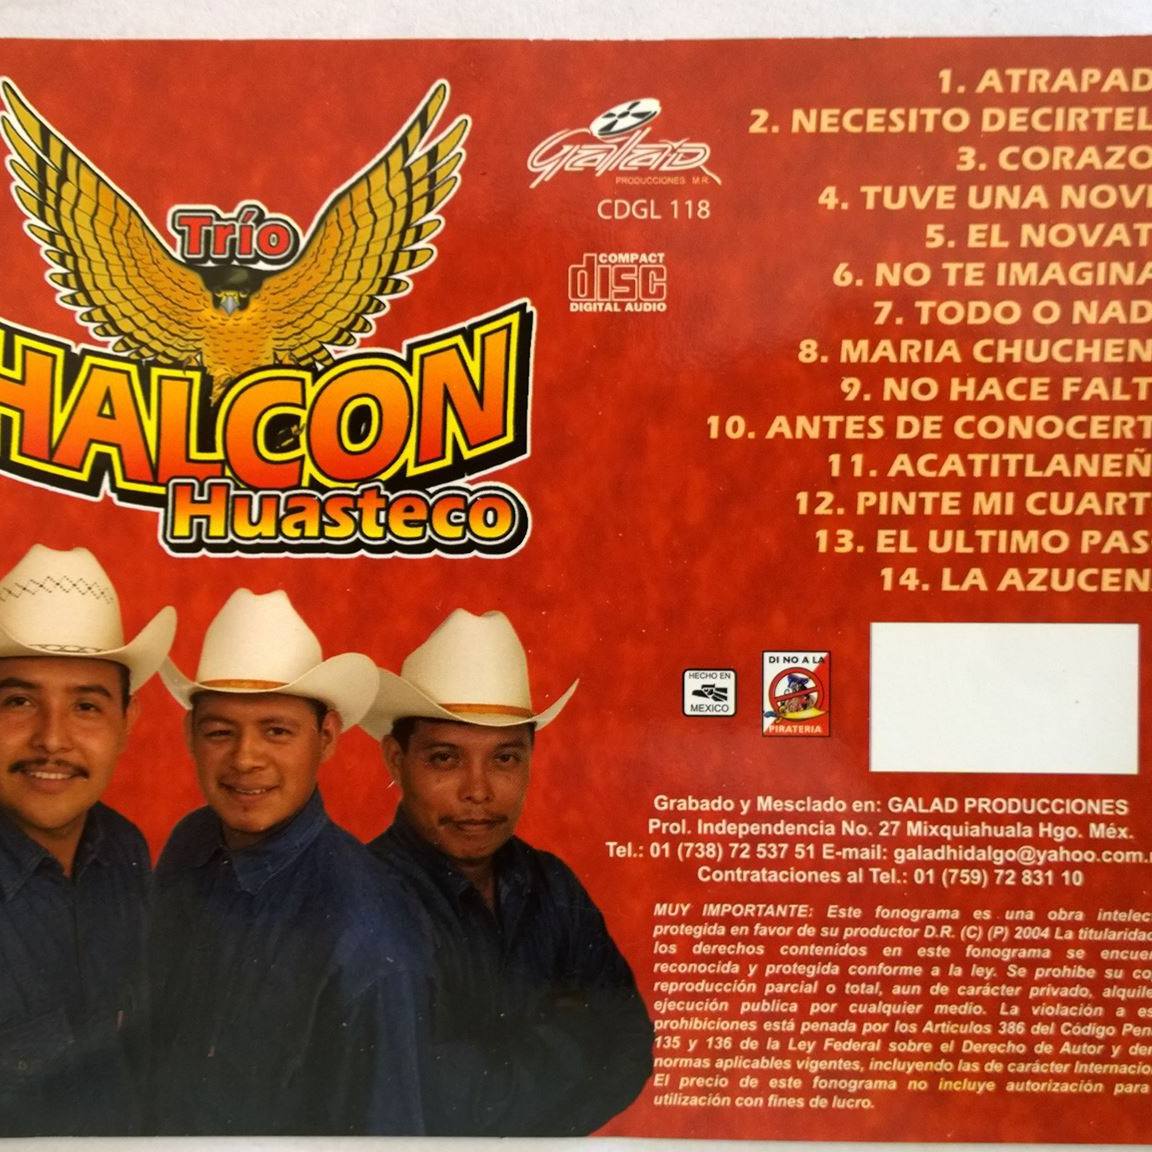 Trío
HALCON
Huasteco
Galad
PRODUCCIONES M.R.
CDGL 118
COMPACT
disc
DIGITAL AUDIO
1. ATRAPAD
2. NECESITO DECIRTEL
3. CORAZO
4. TUVE UNA NOVI
5. EL NOVAT
6. NO TE IMAGINA
7. TODO O NAD
8. MARIA CHUCHEN
9. NO HACE FALT
10. ANTES DE CONOCERT
11. ACATITLANEÑ
12. PINTE MI CUART
13. EL ULTIMO PAS
14. LA AZUCEN
HECHO EN
MEXICO
DI NO A LA
PIRATERIA
Grabado y Mesclado en: GALAD PRODUCCIONES
Prol. Independencia No. 27 Mixquiahuala Hgo. Méx.
Tel.: 01 (738) 72 537 51 E-mail: galadhidalgo@yahoo.com.
Contrataciones al Tel.: 01 (759) 72 831 10
MUY IMPORTANTE: Este fonograma es una obra intelec
protegida en favor de su productor D.R. (C) (P) 2004 La titularidad
los derechos contenidos en este fonograma se encue
reconocida y protegida conforme a la ley. Se prohibe su co
reproducción parcial o total, aun de carácter privado, alquile
ejecución publica por cualquier medio. La violación a es
prohibiciones está penada por los Artículos 386 del Código Pen
135 y 136 de la Ley Federal sobre el Derecho de Autor y de
normas aplicables vigentes, incluyendo las de carácter Internacio
El precio de este fonograma no incluye autorización para
utilización con fines de lucro.